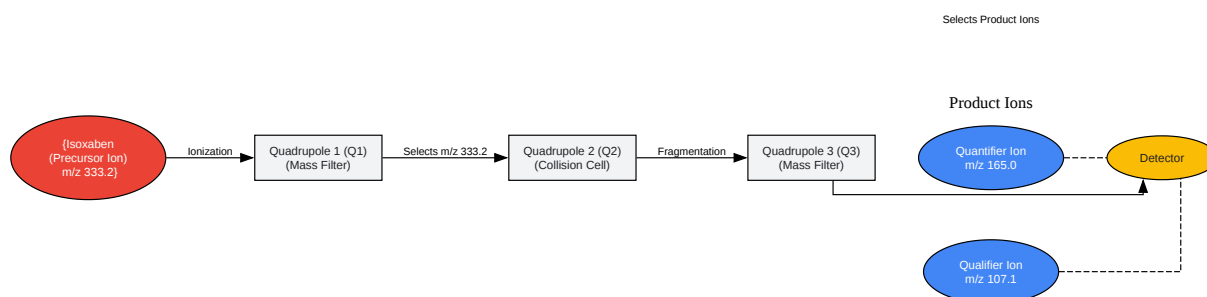 Selects Product Ions
Product Ions
{Isoxaben
(Precursor Ion)
m/z 333.2}
Ionization
Quadrupole 1 (Q1)
(Mass Filter)
Selects m/z 333.2
Quadrupole 2 (Q2)
(Collision Cell)
Fragmentation
Quadrupole 3 (Q3)
(Mass Filter)
Quantifier Ion
m/z 165.0
Detector
Qualifier Ion
m/z 107.1